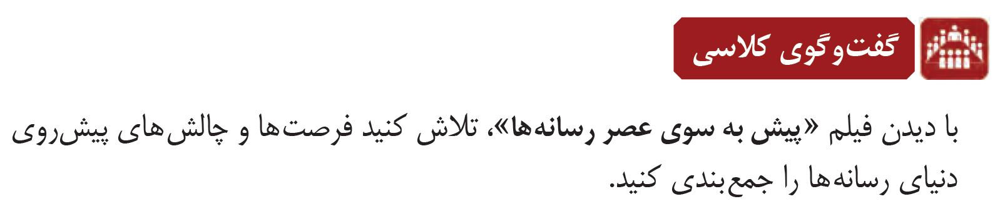 گفت‌وگوی کلاسی
با دیدن فیلم «پیش به سوی عصر رسانه‌ها»، تلاش کنید فرصت‌ها و چالش‌های پیش‌روی
دنیای رسانه‌ها را جمع‌بندی کنید.